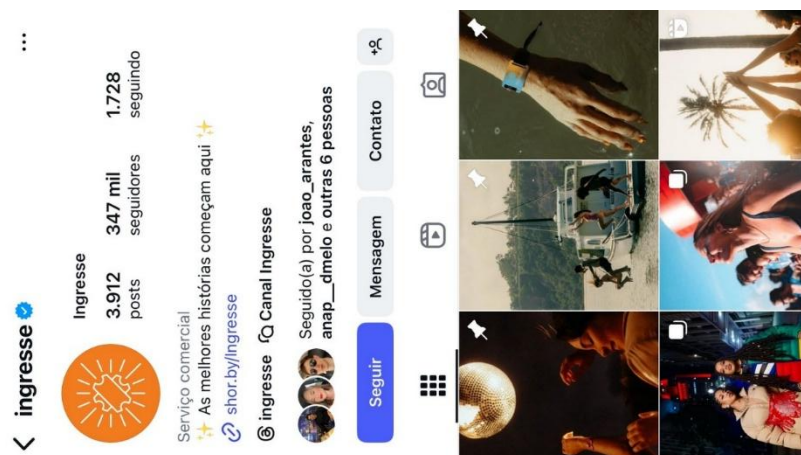 ingresse
Ingresse
3.912
posts
347 mil
seguidores
1.728
seguindo
Serviço comercial
✨ As melhores histórias começam aqui ✨
shor.by/Ingresse
ingresse
Canal Ingresse
Seguido(a) por joao_arantes,
anap__dmelo e outras 6 pessoas
Seguir
Mensagem
Contato